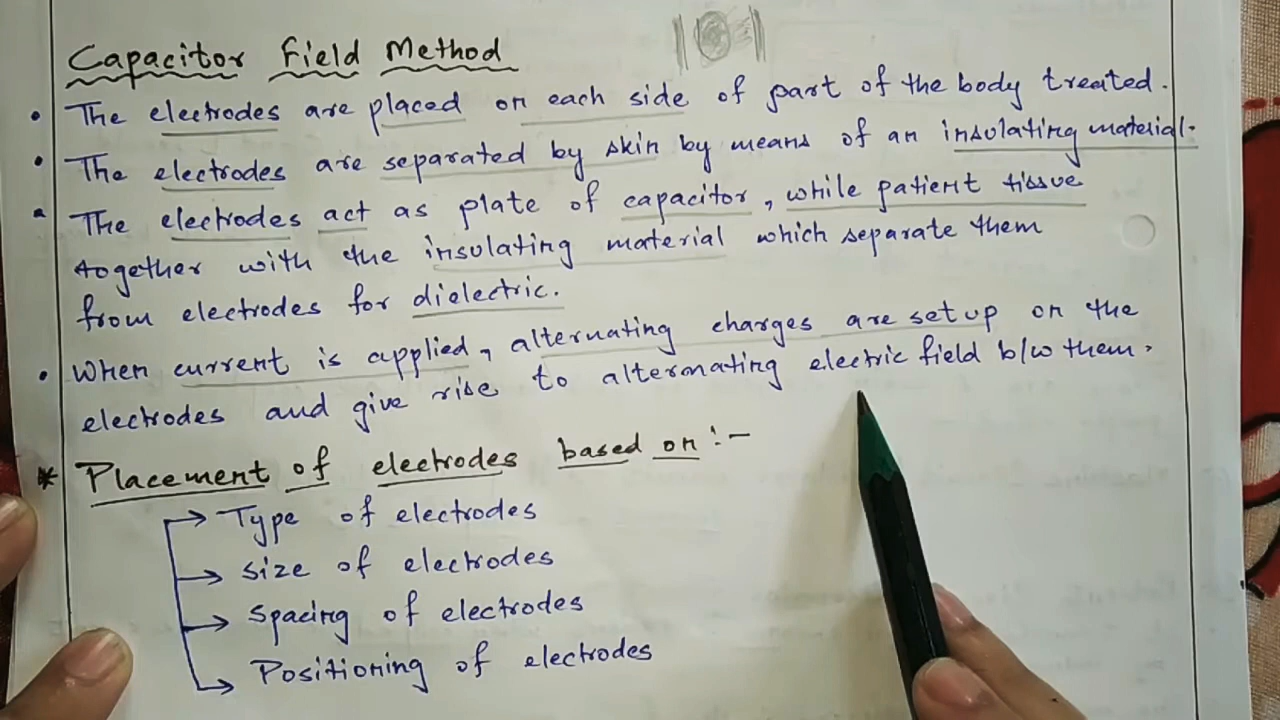 Capacitor Field Method
• The electrodes are placed on each side of part of the body treated.
• The electrodes are separated by skin by means of an insulating material.
• The electrodes act as plate of capacitor, while patient tissue
together with the insulating material which separate them
from electrodes for dielectric.
• When current is applied, alternating charges are set up on the
electrodes and give rise to alternating electric field b/w them.
* Placement of electrodes based on :-
→ Type of electrodes
→ Size of electrodes
→ Spacing of electrodes
→ Positioning of electrodes